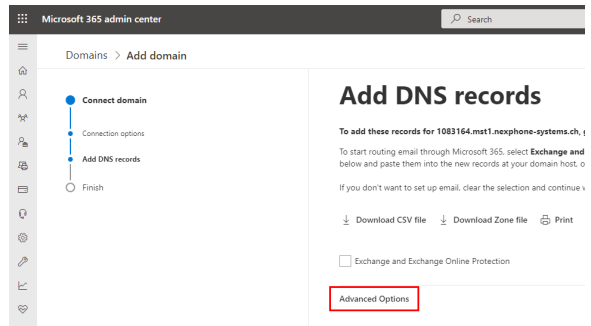 Microsoft 365 admin center
Search
Domains > Add domain
Connect domain
Connection options
Add DNS records
Finish
Add DNS records
To add these records for 1083164.mst1.nexphone-systems.ch,
To start routing email through Microsoft 365, select Exchange and
below and paste them into the new records at your domain host, o
If you don't want to set up email, clear the selection and continue
Download CSV file Download Zone file Print
Exchange and Exchange Online Protection
Advanced Options